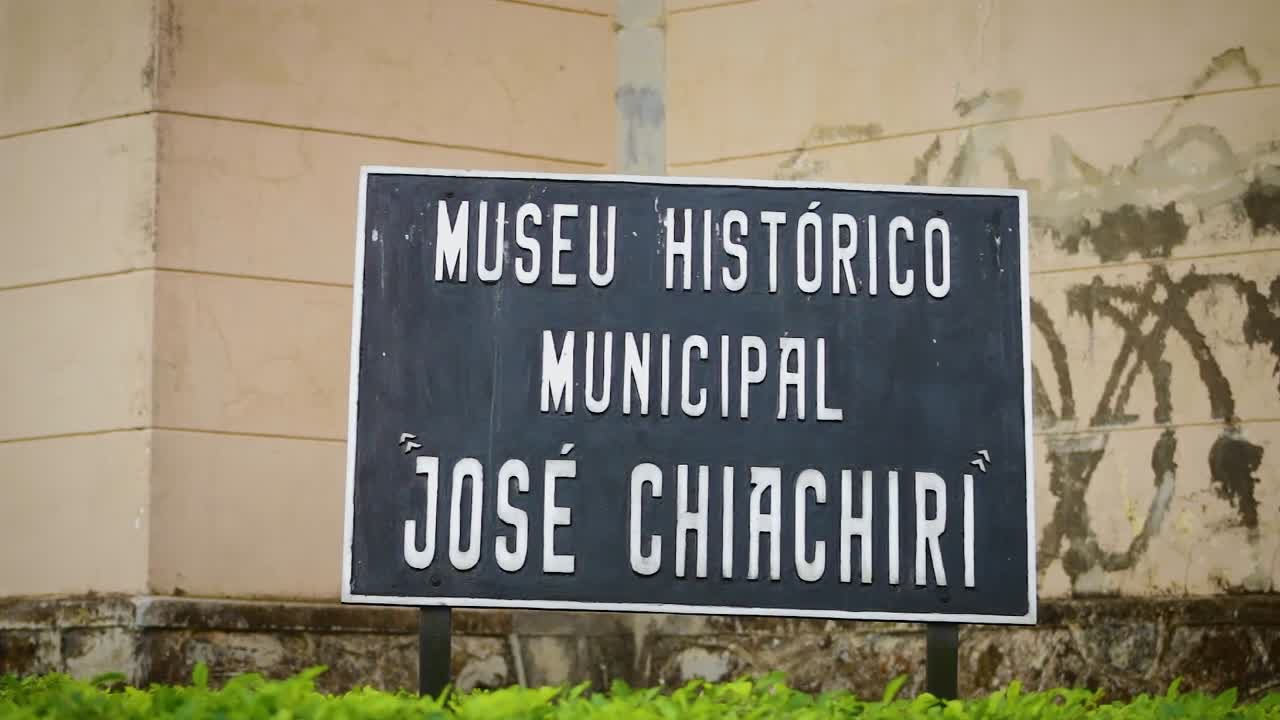 MUSEU HISTÓRICO
MUNICIPAL
"JOSÉ CHIACHIRI"